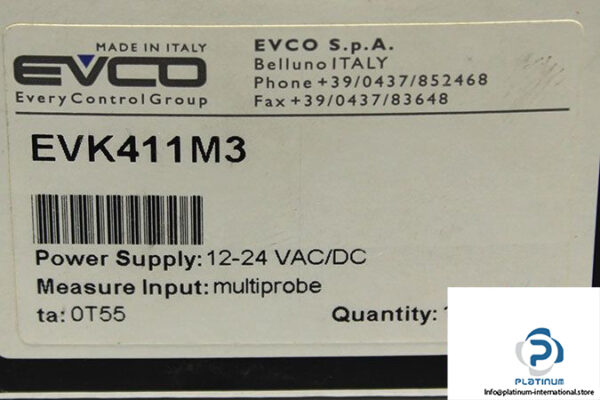 MADE IN ITALY
EVCO
Every Control Group
EVCO S.p.A.
Belluno ITALY
Phone +39/0437/852468
Fax +39/0437/83648
EVK411M3
Power Supply: 12-24 VAC/DC
Measure Input: multiprobe
ta: 0T55
Quantity:
PLATINUM
Info@platinum-international.store